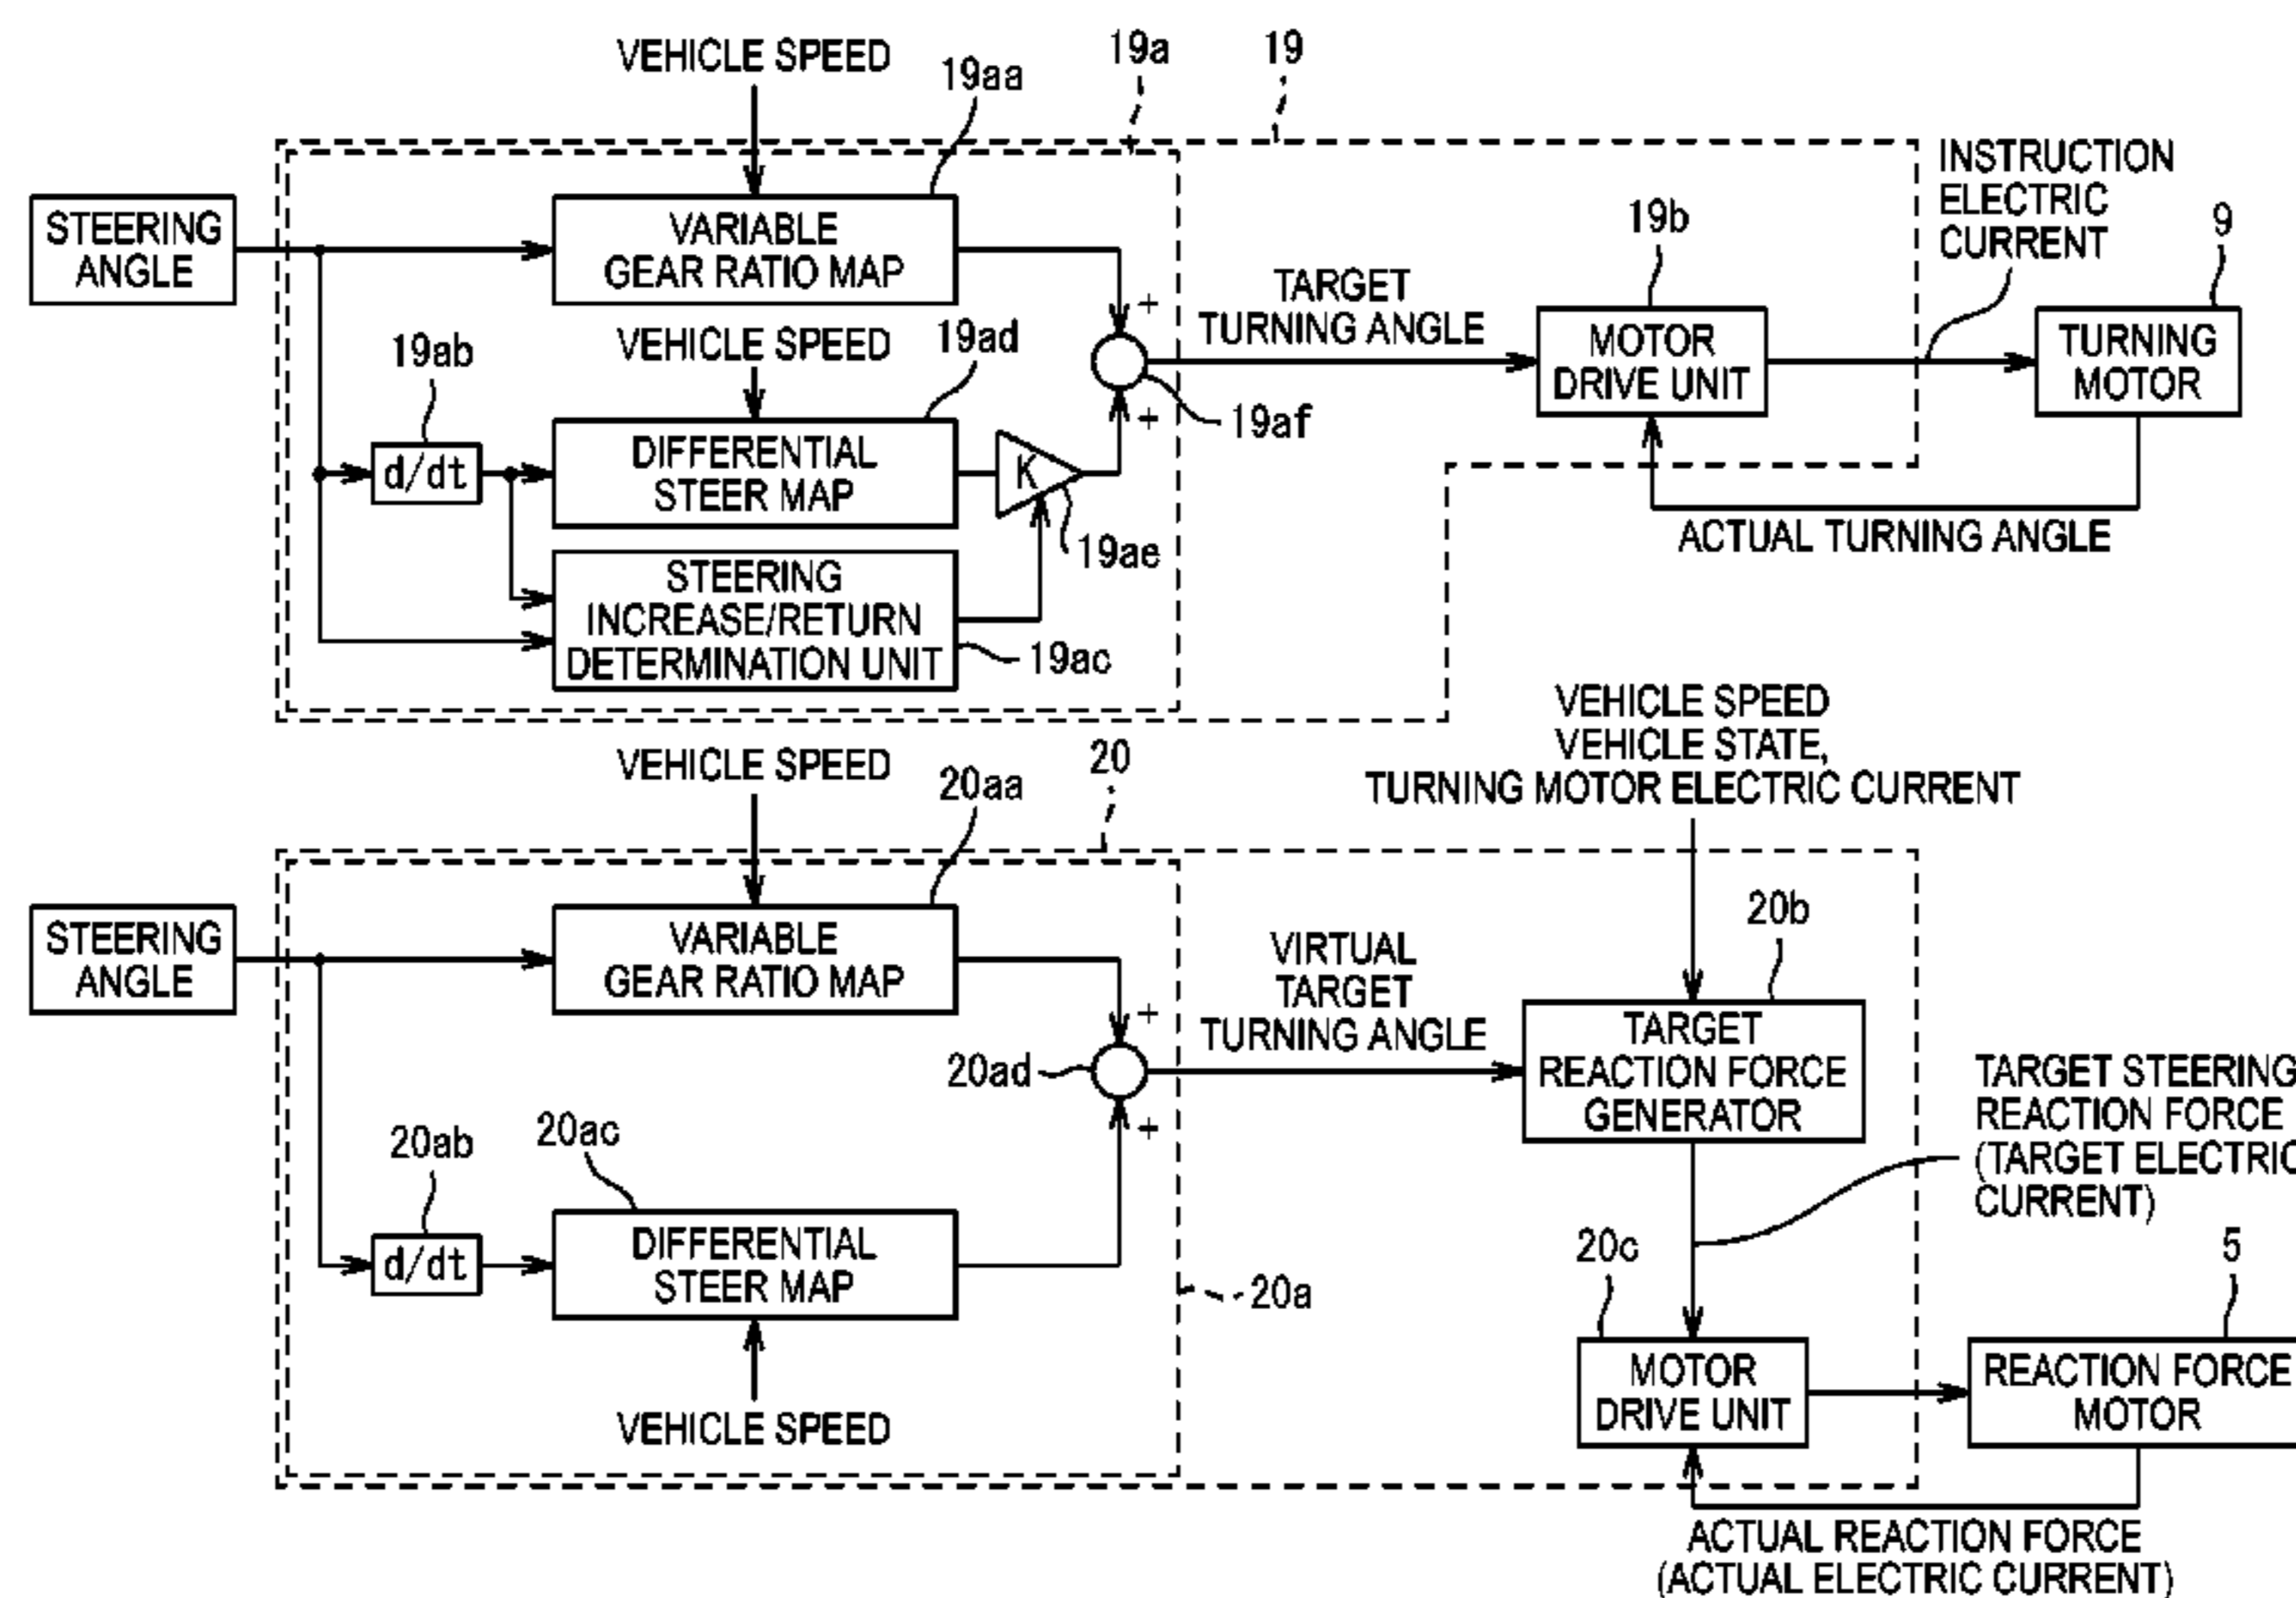 VEHICLE SPEED
19aa
19a
19
STEERING
ANGLE
VARIABLE
GEAR RATIO MAP
+
TARGET
TURNING ANGLE
19b
INSTRUCTION
ELECTRIC
CURRENT
9
MOTOR
DRIVE UNIT
TURNING
MOTOR
19ab
VEHICLE SPEED
19ad
+
19af
d/dt
DIFFERENTIAL
STEER MAP
K
19ae
ACTUAL TURNING ANGLE
STEERING
INCREASE/RETURN
DETERMINATION UNIT
19ac
VEHICLE SPEED
20aa
20
VEHICLE SPEED
VEHICLE STATE,
TURNING MOTOR ELECTRIC CURRENT
STEERING
ANGLE
VARIABLE
GEAR RATIO MAP
+
20ad
+
VIRTUAL
TARGET
TURNING ANGLE
20b
TARGET
REACTION FORCE
GENERATOR
TARGET STEERING
REACTION FORCE
(TARGET ELECTRIC
CURRENT)
20ab
20ac
d/dt
DIFFERENTIAL
STEER MAP
20a
VEHICLE SPEED
20c
5
MOTOR
DRIVE UNIT
REACTION FORCE
MOTOR
ACTUAL REACTION FORCE
(ACTUAL ELECTRIC CURRENT)